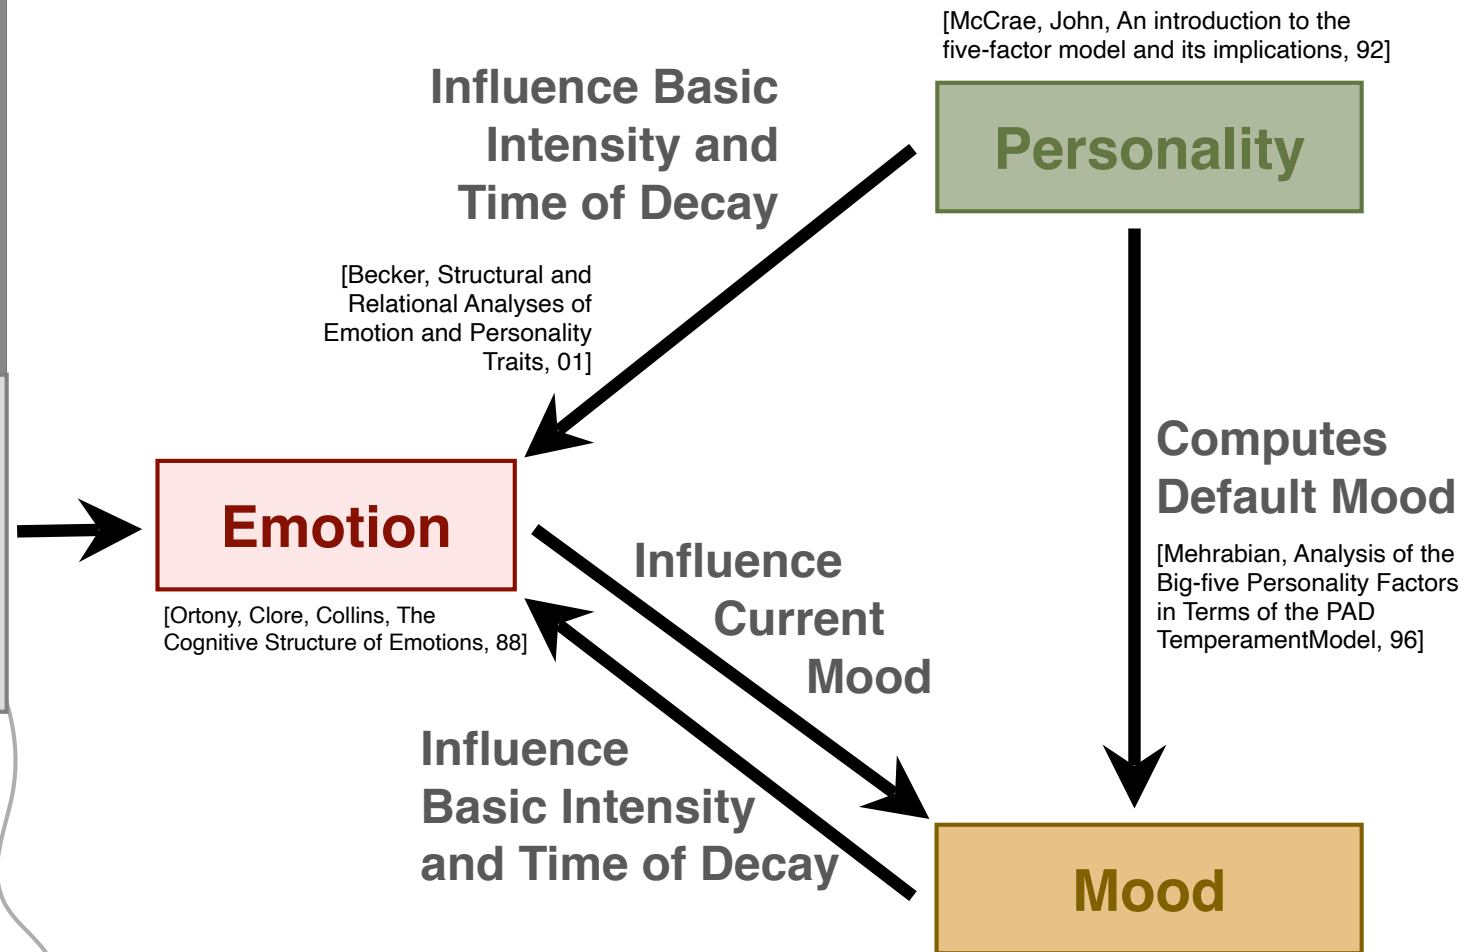 [McCrae, John, An introduction to the
five-factor model and its implications, 92]
Influence Basic
Intensity and
Time of Decay
Personality
[Becker, Structural and
Relational Analyses of
Emotion and Personality
Traits, 01]
Computes
Default Mood
[Mehrabian, Analysis of the
Big-five Personality Factors
in Terms of the PAD
TemperamentModel, 96]
Emotion
[Ortony, Clore, Collins, The
Cognitive Structure of Emotions, 88]
Influence
Current
Mood
Influence
Basic Intensity
and Time of Decay
Mood